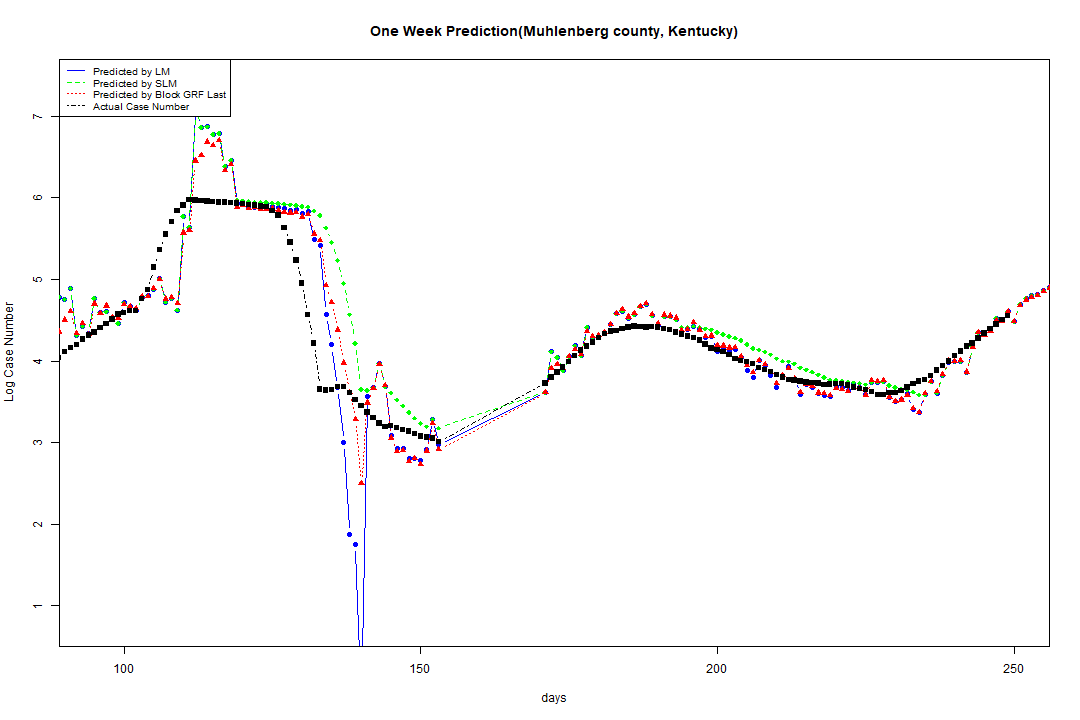 One Week Prediction(Muhlenberg county, Kentucky)
Predicted by LM
Predicted by SLM
Predicted by Block GRF Last
Actual Case Number
7
6
5
4
3
2
1
Log Case Number
100 150 200 250
days